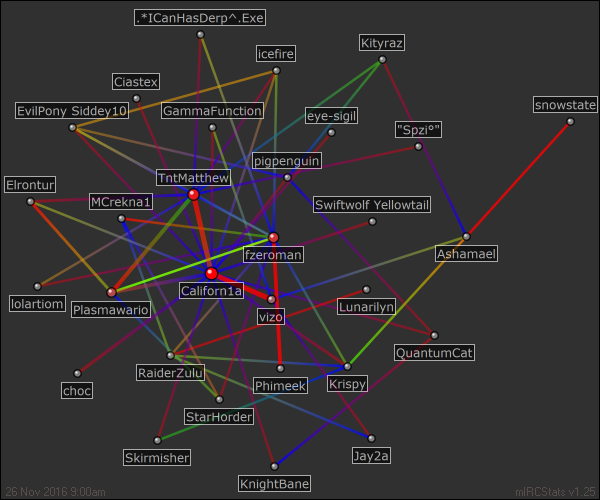 .*ICanHasDerp^.Exe
icefire
Kityraz
Ciastex
snowstate
EvilPony Siddey10
GammaFunction
eye-sigil
"Spzi°"
pigpenguin
TntMatthew
Elrontur
MCrekna1
Swiftwolf Yellowtail
fzeroman
Ashamael
Californ1a
lolartiom
Plasmawario
vizo
Lunarilyn
QuantumCat
RaiderZulu
Phimeek
Krispy
choc
StarHorder
Skirmisher
Jay2a
KnightBane
26 Nov 2016 9:00am
mIRCStats v1.25